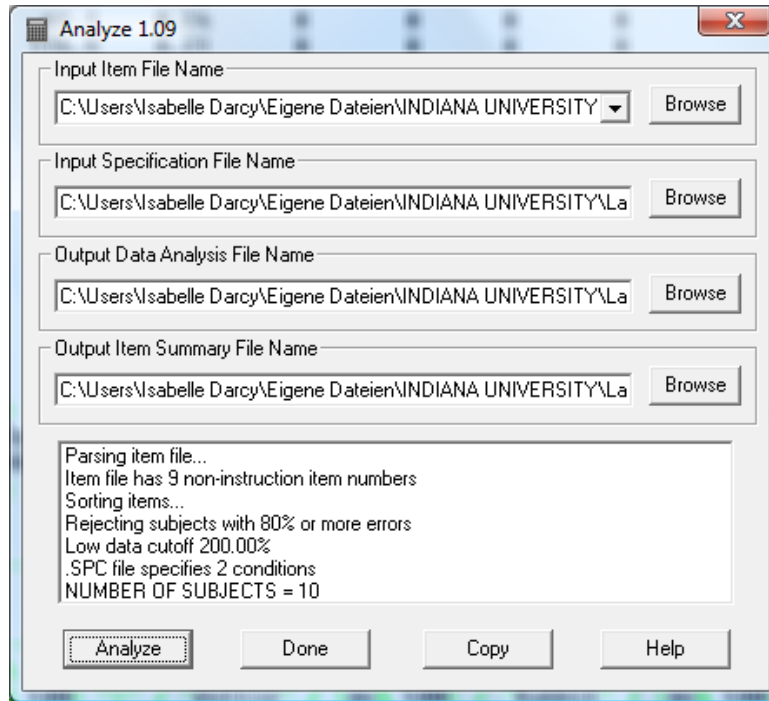 Analyze 1.09
Input Item File Name
C:\Users\Isabelle Darcy\Eigene Dateien\INDIANA UNIVERSITY
Browse
Input Specification File Name
C:\Users\Isabelle Darcy\Eigene Dateien\INDIANA UNIVERSITY\La
Browse
Output Data Analysis File Name
C:\Users\Isabelle Darcy\Eigene Dateien\INDIANA UNIVERSITY\La
Browse
Output Item Summary File Name
C:\Users\Isabelle Darcy\Eigene Dateien\INDIANA UNIVERSITY\La
Browse
Parsing item file...
Item file has 9 non-instruction item numbers
Sorting items...
Rejecting subjects with 80% or more errors
Low data cutoff 200.00%
.SPC file specifies 2 conditions
NUMBER OF SUBJECTS = 10
Analyze
Done
Copy
Help